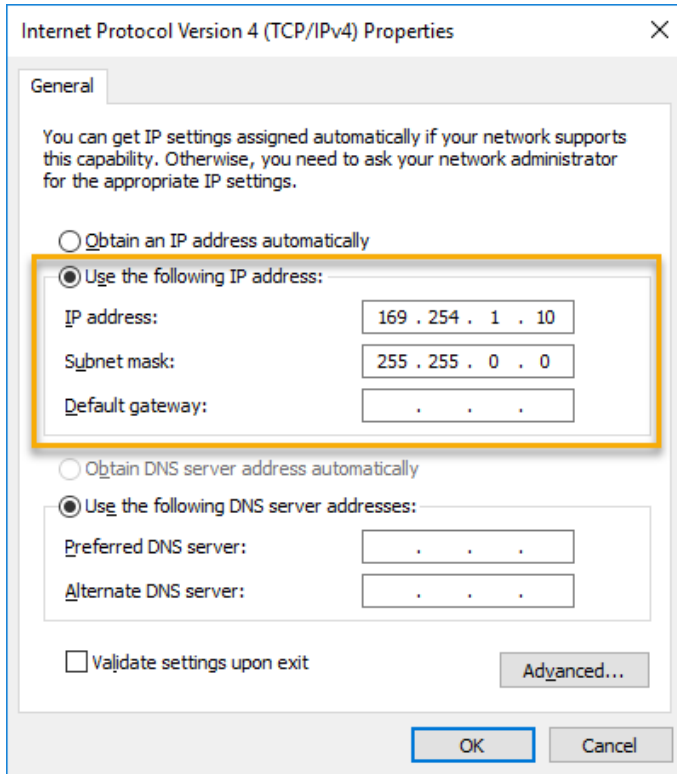 Internet Protocol Version 4 (TCP/IPv4) Properties
General
You can get IP settings assigned automatically if your network supports
this capability. Otherwise, you need to ask your network administrator
for the appropriate IP settings.
Obtain an IP address automatically
Use the following IP address:
IP address: 169 . 254 . 1 . 10
Subnet mask: 255 . 255 . 0 . 0
Default gateway: . . .
Obtain DNS server address automatically
Use the following DNS server addresses:
Preferred DNS server: . . .
Alternate DNS server: . . .
Validate settings upon exit
Advanced...
OK Cancel